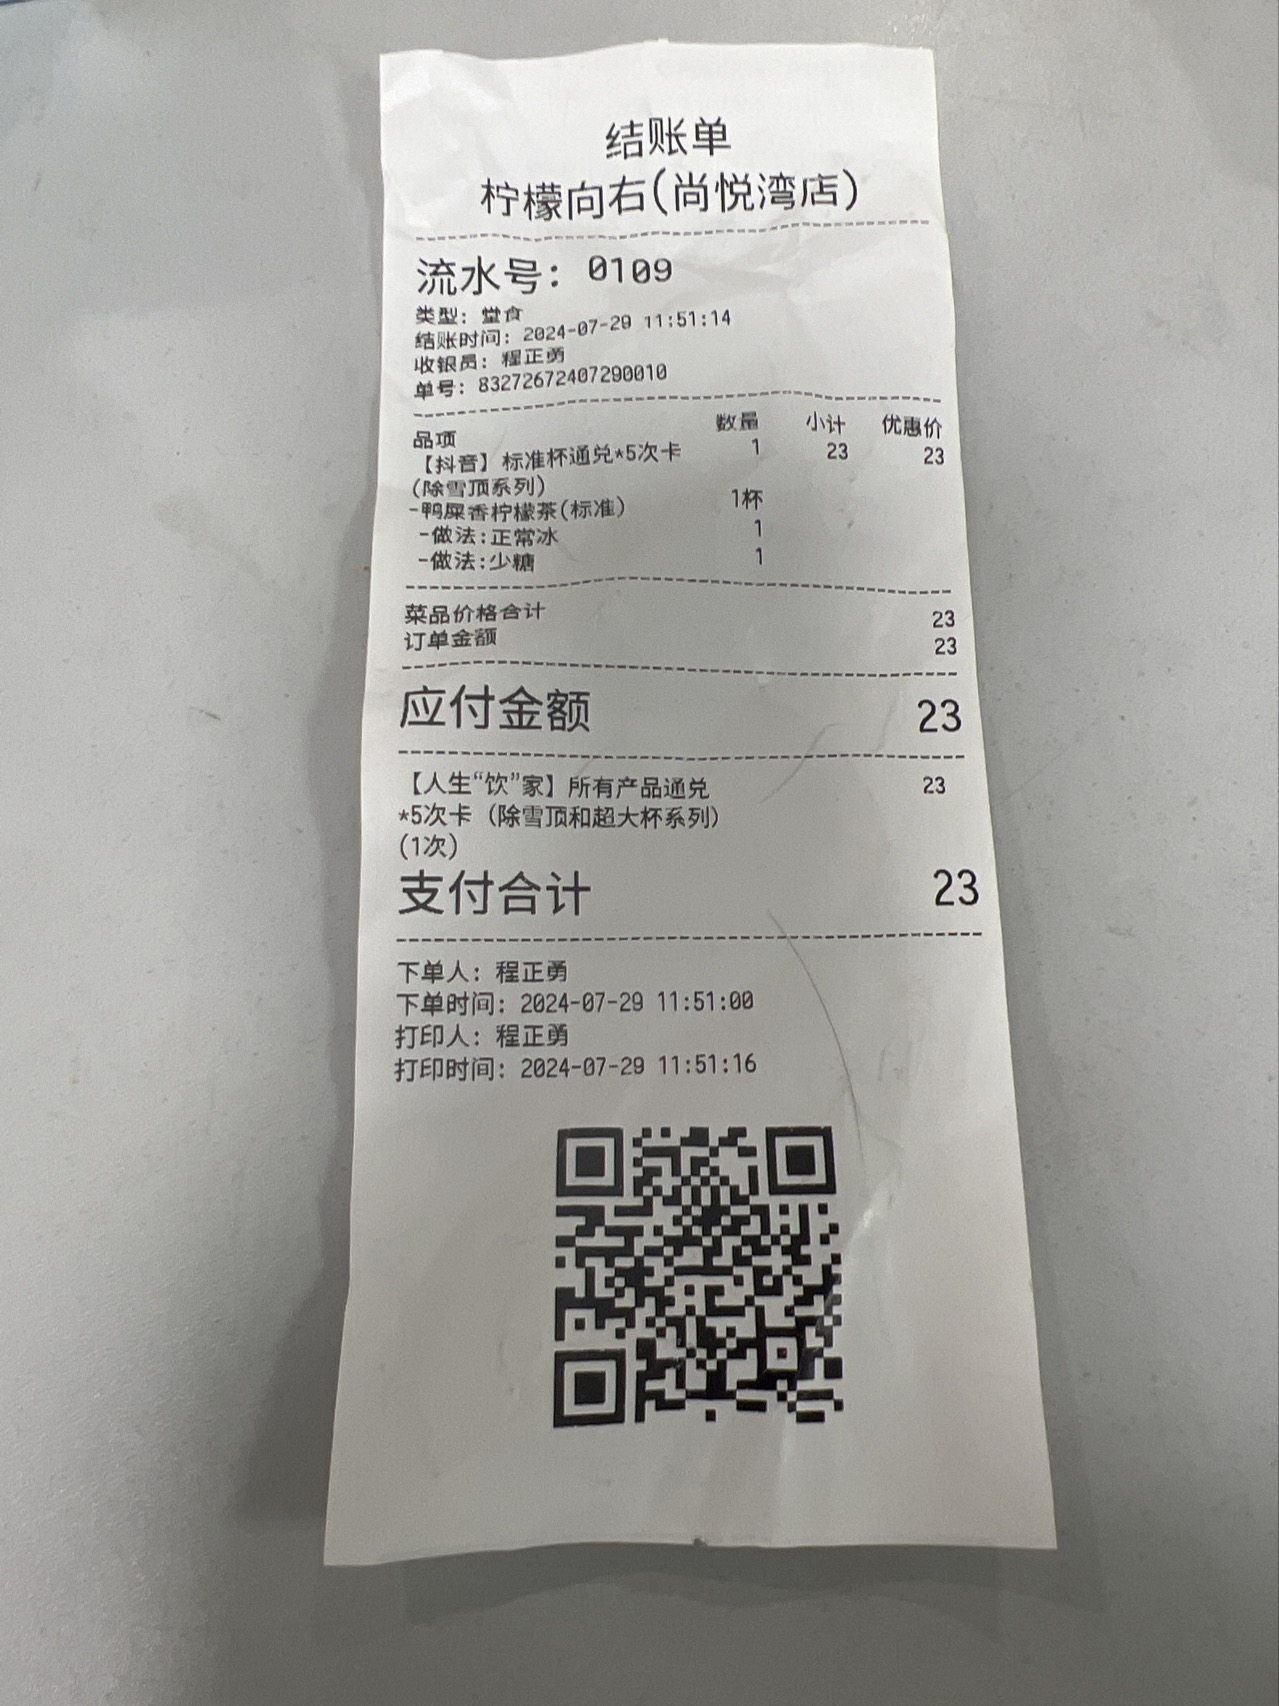 结账单
柠檬向右(尚悦湾店)
流水号: 0109
类型: 堂食
结账时间: 2024-07-29 11:51:14
收银员: 程正勇
单号: 83272672407290010
品项 数量 小计 优惠价
【抖音】标准杯通兑*5次卡 1 23 23
(除雪顶系列)
-鸭屎香柠檬茶(标准) 1杯
-做法:正常冰 1
-做法:少糖 1
菜品价格合计 23
订单金额 23
应付金额 23
【人生“饮”家】所有产品通兑 23
*5次卡 (除雪顶和超大杯系列)
(1次)
支付合计 23
下单人: 程正勇
下单时间: 2024-07-29 11:51:00
打印人: 程正勇
打印时间: 2024-07-29 11:51:16